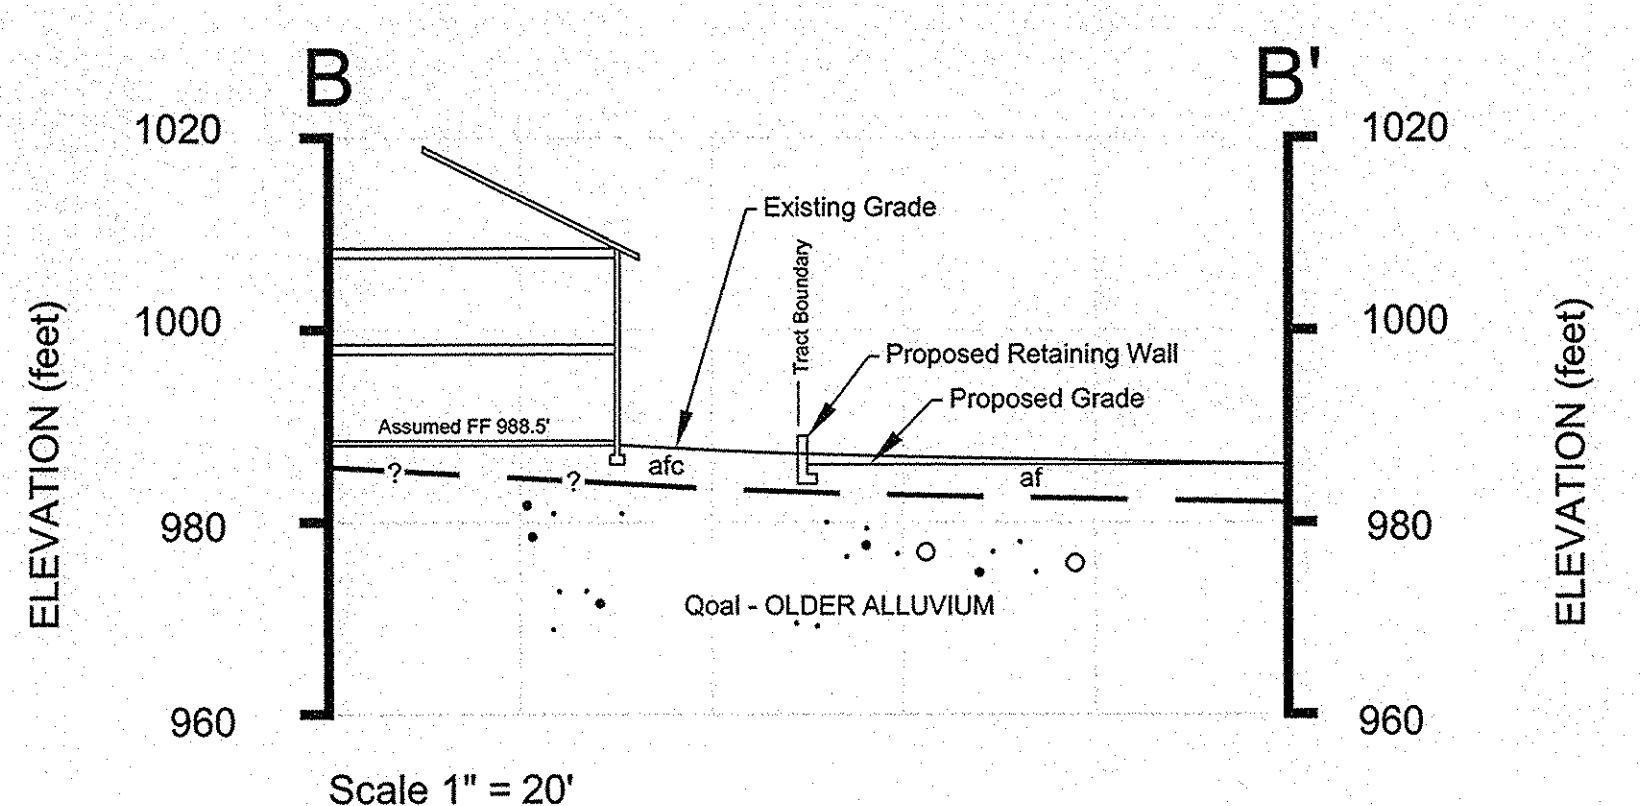 B
B'
1020
1020
Existing Grade
Tract Boundary
1000
1000
Proposed Retaining Wall
Proposed Grade
Assumed FF 988.5'
ELEVATION (feet)
ELEVATION (feet)
?
?
afc
af
980
980
Qoal - OLDER ALLUVIUM
960
960
Scale 1" = 20'